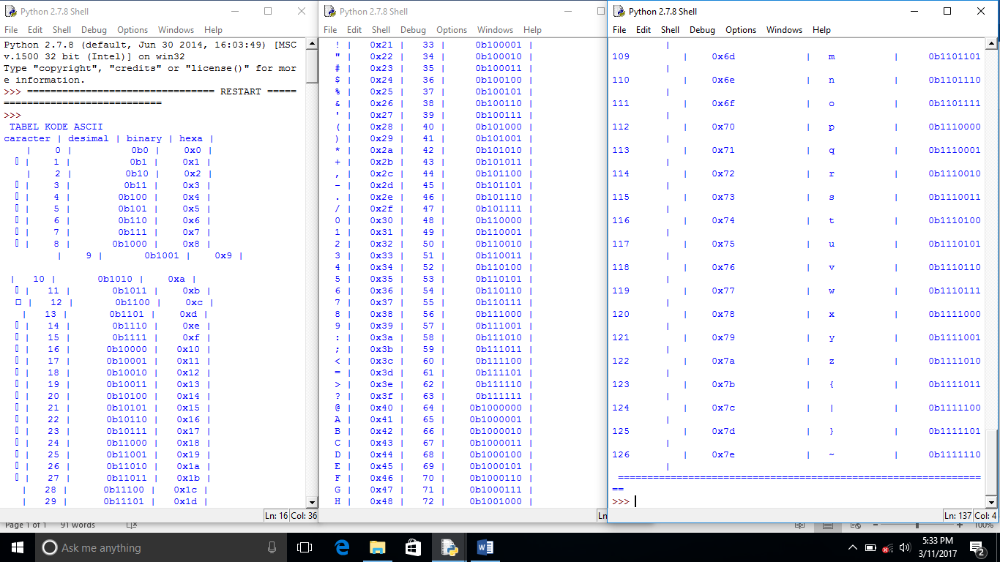 Python 2.7.8 Shell
File Edit Shell Debug Options Windows Help
Python 2.7.8 (default, Jun 30 2014, 16:03:49) [MSC
v.1500 32 bit (Intel)] on win32
Type "copyright", "credits" or "license()" for mor
e information.
>>> ================================ RESTART =====
===========================
>>>
TABEL KODE ASCII
caracter | desimal | binary | hexa |
| 0 | 0b0 | 0x0 |
| 1 | 0b1 | 0x1 |
| 2 | 0b10 | 0x2 |
| 3 | 0b11 | 0x3 |
| 4 | 0b100 | 0x4 |
| 5 | 0b101 | 0x5 |
| 6 | 0b110 | 0x6 |
| 7 | 0b111 | 0x7 |
| 8 | 0b1000 | 0x8 |
| 9 | 0b1001 | 0x9 |
| 10 | 0b1010 | 0xa |
| 11 | 0b1011 | 0xb |
| 12 | 0b1100 | 0xc |
| 13 | 0b1101 | 0xd |
| 14 | 0b1110 | 0xe |
| 15 | 0b1111 | 0xf |
| 16 | 0b10000 | 0x10 |
| 17 | 0b10001 | 0x11 |
| 18 | 0b10010 | 0x12 |
| 19 | 0b10011 | 0x13 |
| 20 | 0b10100 | 0x14 |
| 21 | 0b10101 | 0x15 |
| 22 | 0b10110 | 0x16 |
| 23 | 0b10111 | 0x17 |
| 24 | 0b11000 | 0x18 |
| 25 | 0b11001 | 0x19 |
| 26 | 0b11010 | 0x1a |
| 27 | 0b11011 | 0x1b |
| 28 | 0b11100 | 0x1c |
| 29 | 0b11101 | 0x1d |
Ln: 16 Col: 36
Python 2.7.8 Shell
File Edit Shell Debug Options Windows Help
! | 0x21 | 33 | 0b100001 |
" | 0x22 | 34 | 0b100010 |
# | 0x23 | 35 | 0b100011 |
$ | 0x24 | 36 | 0b100100 |
% | 0x25 | 37 | 0b100101 |
& | 0x26 | 38 | 0b100110 |
' | 0x27 | 39 | 0b100111 |
( | 0x28 | 40 | 0b101000 |
) | 0x29 | 41 | 0b101001 |
* | 0x2a | 42 | 0b101010 |
+ | 0x2b | 43 | 0b101011 |
, | 0x2c | 44 | 0b101100 |
- | 0x2d | 45 | 0b101101 |
. | 0x2e | 46 | 0b101110 |
/ | 0x2f | 47 | 0b101111 |
0 | 0x30 | 48 | 0b110000 |
1 | 0x31 | 49 | 0b110001 |
2 | 0x32 | 50 | 0b110010 |
3 | 0x33 | 51 | 0b110011 |
4 | 0x34 | 52 | 0b110100 |
5 | 0x35 | 53 | 0b110101 |
6 | 0x36 | 54 | 0b110110 |
7 | 0x37 | 55 | 0b110111 |
8 | 0x38 | 56 | 0b111000 |
9 | 0x39 | 57 | 0b111001 |
: | 0x3a | 58 | 0b111010 |
; | 0x3b | 59 | 0b111011 |
< | 0x3c | 60 | 0b111100 |
= | 0x3d | 61 | 0b111101 |
> | 0x3e | 62 | 0b111110 |
? | 0x3f | 63 | 0b111111 |
@ | 0x40 | 64 | 0b1000000 |
A | 0x41 | 65 | 0b1000001 |
B | 0x42 | 66 | 0b1000010 |
C | 0x43 | 67 | 0b1000011 |
D | 0x44 | 68 | 0b1000100 |
E | 0x45 | 69 | 0b1000101 |
F | 0x46 | 70 | 0b1000110 |
G | 0x47 | 71 | 0b1000111 |
H | 0x48 | 72 | 0b1001000 |
Ln
Python 2.7.8 Shell
File Edit Shell Debug Options Windows Help
|
109 | 0x6d | m | 0b1101101
|
110 | 0x6e | n | 0b1101110
|
111 | 0x6f | o | 0b1101111
|
112 | 0x70 | p | 0b1110000
|
113 | 0x71 | q | 0b1110001
|
114 | 0x72 | r | 0b1110010
|
115 | 0x73 | s | 0b1110011
|
116 | 0x74 | t | 0b1110100
|
117 | 0x75 | u | 0b1110101
|
118 | 0x76 | v | 0b1110110
|
119 | 0x77 | w | 0b1110111
|
120 | 0x78 | x | 0b1111000
|
121 | 0x79 | y | 0b1111001
|
122 | 0x7a | z | 0b1111010
|
123 | 0x7b | { | 0b1111011
|
124 | 0x7c | | | 0b1111100
|
125 | 0x7d | } | 0b1111101
|
126 | 0x7e | ~ | 0b1111110
|
==============================================================
==
>>>
Ln: 137 Col: 4
Page 1 of 1 91 words 100%
Ask me anything
5:33 PM
3/11/2017
2